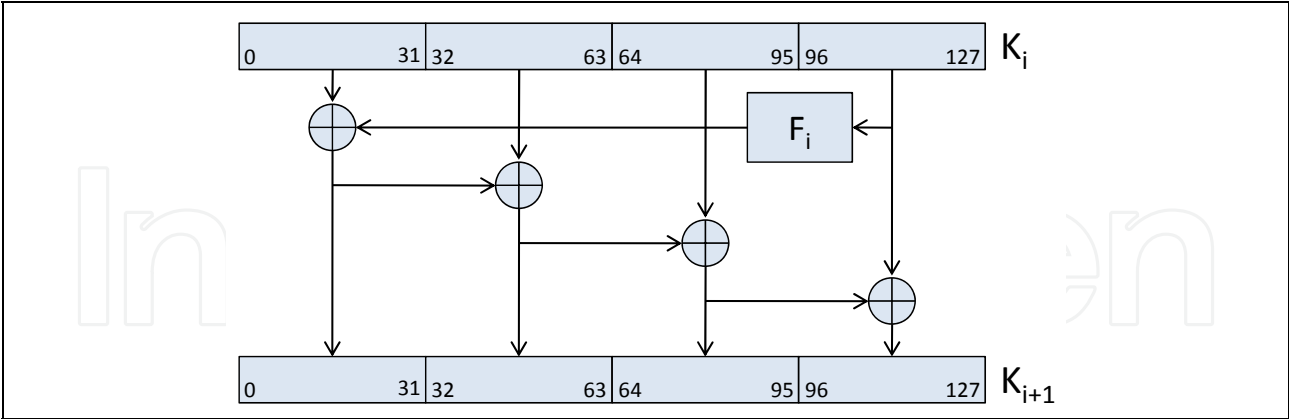 0 31 32 63 64 95 96 127 Kᵢ
Fᵢ
0 31 32 63 64 95 96 127 Kᵢ₊₁